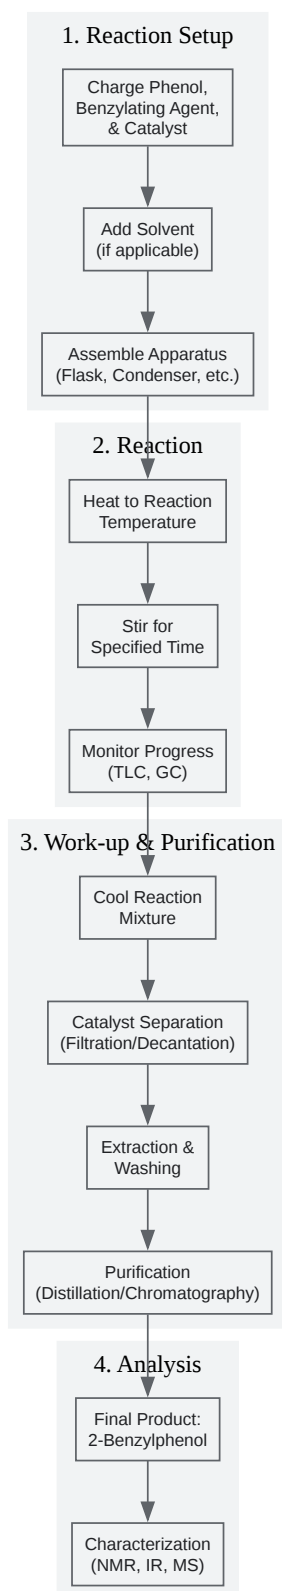 1. Reaction Setup
Charge Phenol,
Benzylating Agent,
& Catalyst
Add Solvent
(if applicable)
Assemble Apparatus
(Flask, Condenser, etc.)
2. Reaction
Heat to Reaction
Temperature
Stir for
Specified Time
Monitor Progress
(TLC, GC)
3. Work-up & Purification
Cool Reaction
Mixture
Catalyst Separation
(Filtration/Decantation)
Extraction &
Washing
Purification
(Distillation/Chromatography)
4. Analysis
Final Product:
2-Benzylphenol
Characterization
(NMR, IR, MS)